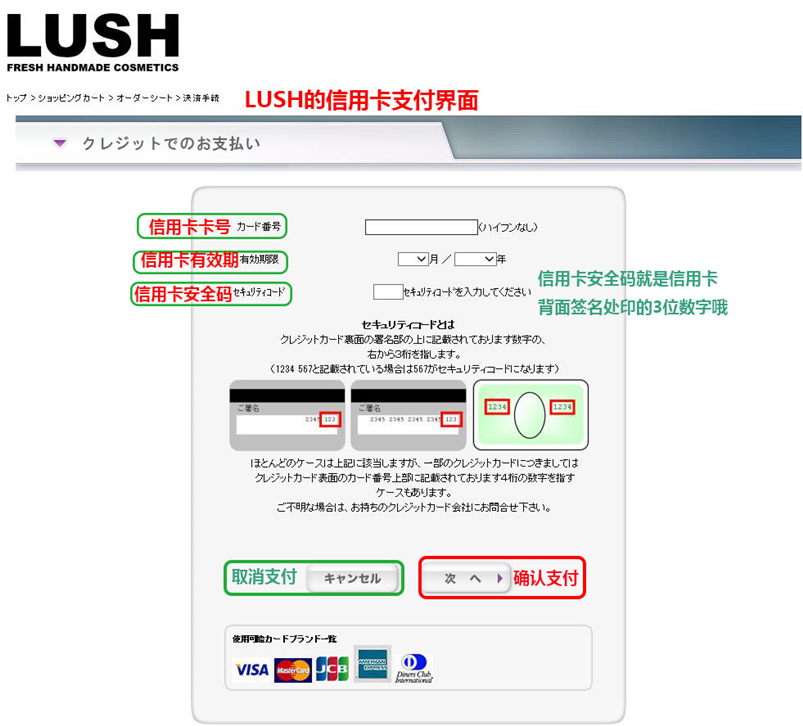 LUSH
FRESH HANDMADE COSMETICS
トップ > ショッピングカート > オーダーシート > 決済手続
LUSH的信用卡支付界面
クレジットでのお支払い
信用卡卡号 カード番号 (ハイフンなし)
信用卡有效期 有効期限 月 / 年
信用卡安全码 セキュリティコード セキュリティコードを入力してください
信用卡安全码就是信用卡
背面签名处印的3位数字哦
セキュリティコードとは
クレジットカード裏面の署名部の上に記載されております数字の、
右から3桁を指します。
(1234 567と記載されている場合は567がセキュリティコードになります)
ご署名 2345 123
ご署名 2345 2345 2345 2345 123
1234 1234
ほとんどのケースは上記に該当しますが、一部のクレジットカードにつきましては
クレジットカード表面のカード番号上部に記載されております4桁の数字を指す
ケースもあります。
ご不明な場合は、お持ちのクレジットカード会社にお問合せ下さい。
取消支付 キャンセル 次 へ 确认支付
使用可能カードブランド一覧
VISA MasterCard JCB AMERICAN EXPRESS Diners Club International